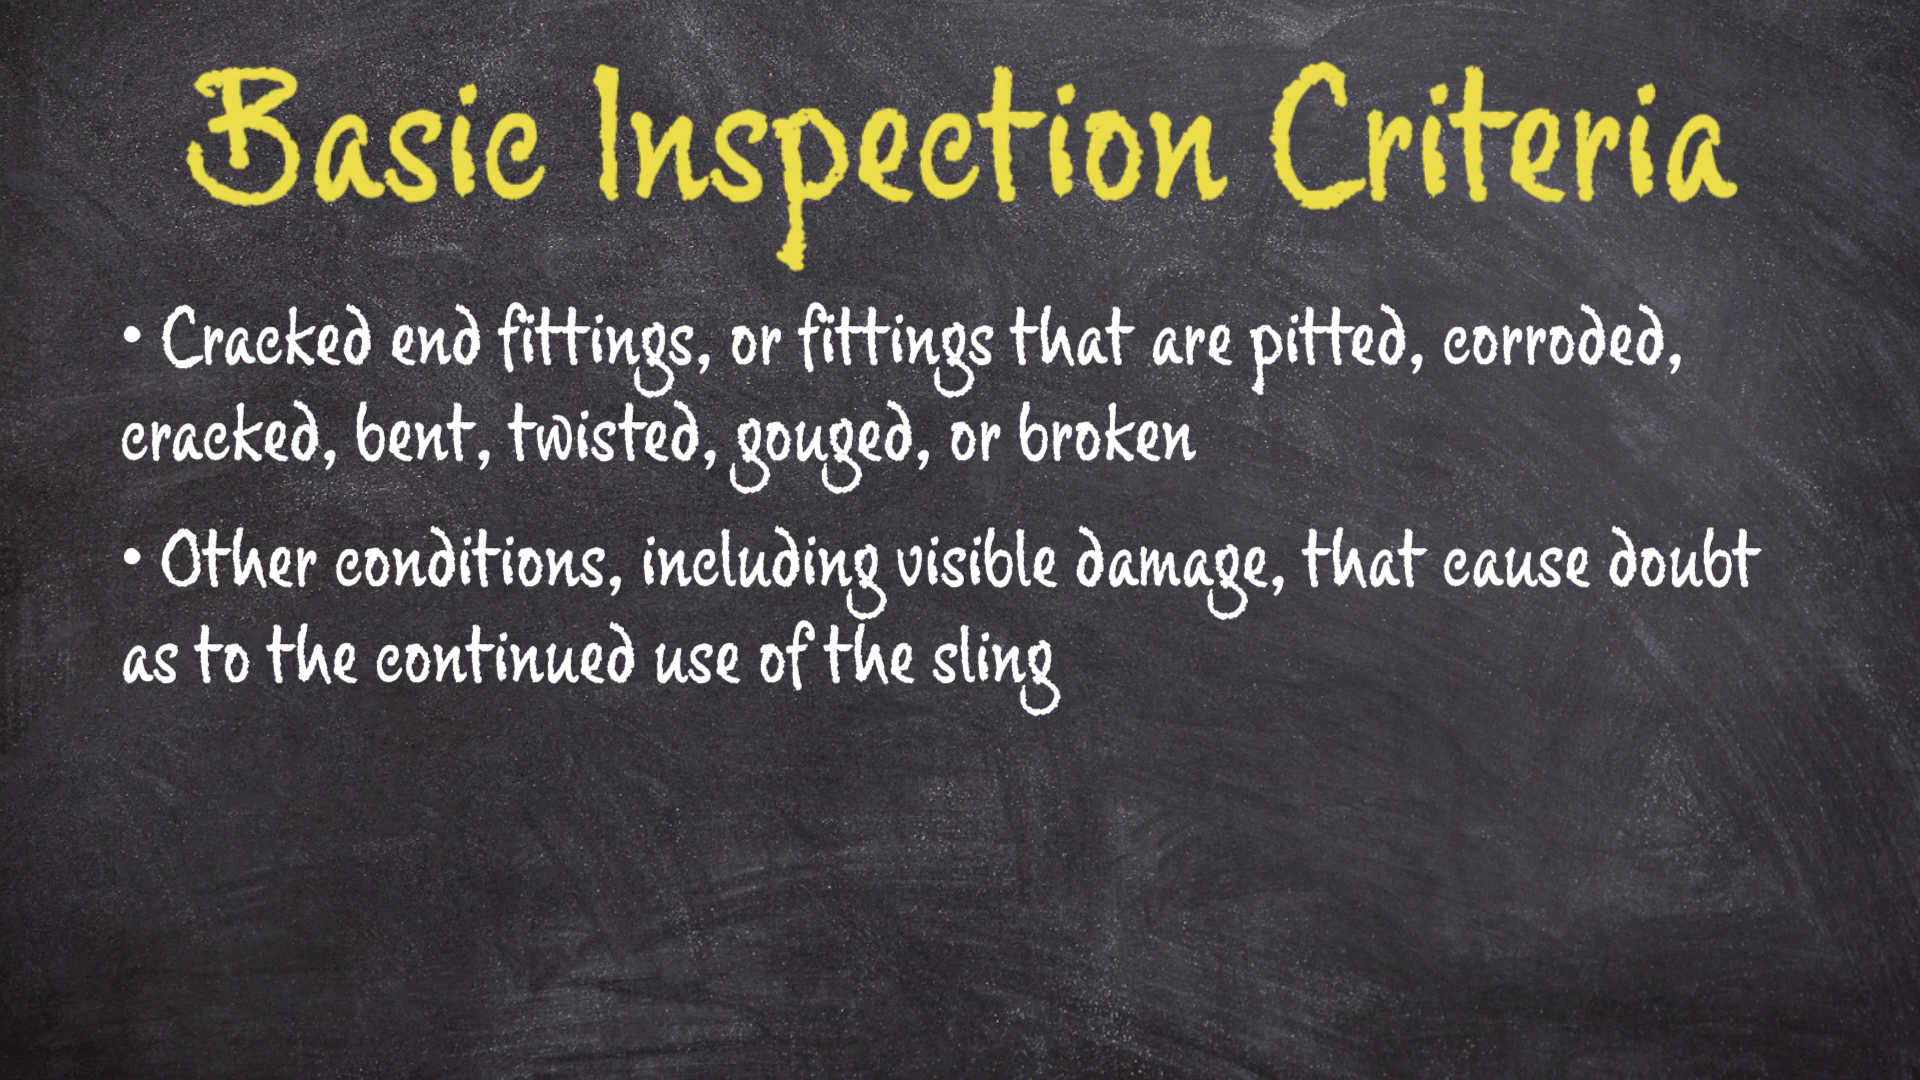 Basic Inspection Criteria
• Cracked end fittings, or fittings that are pitted, corroded,
cracked, bent, twisted, gouged, or broken
• Other conditions, including visible damage, that cause doubt
as to the continued use of the sling